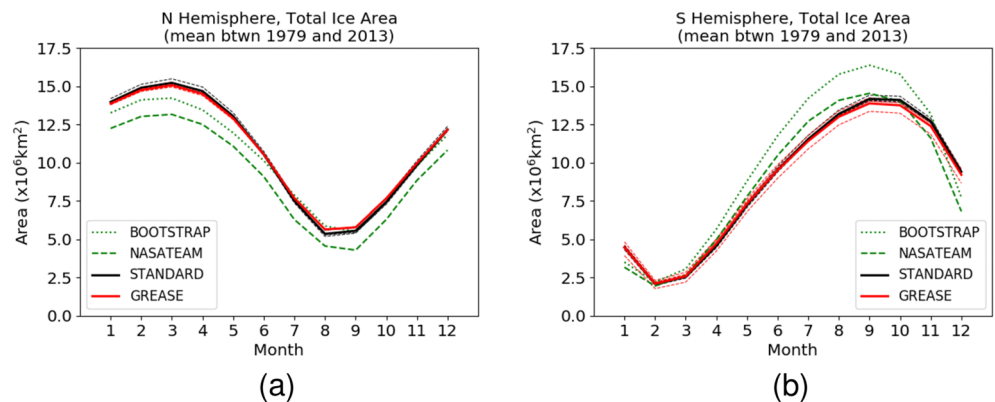 N Hemisphere, Total Ice Area
(mean btwn 1979 and 2013)
17.5
15.0
12.5
10.0
7.5
5.0
2.5
0.0
Area (x10⁶km²)
BOOTSTRAP
NASATEAM
STANDARD
GREASE
1 2 3 4 5 6 7 8 9 10 11 12
Month
(a)
S Hemisphere, Total Ice Area
(mean btwn 1979 and 2013)
17.5
15.0
12.5
10.0
7.5
5.0
2.5
0.0
Area (x10⁶km²)
BOOTSTRAP
NASATEAM
STANDARD
GREASE
1 2 3 4 5 6 7 8 9 10 11 12
Month
(b)